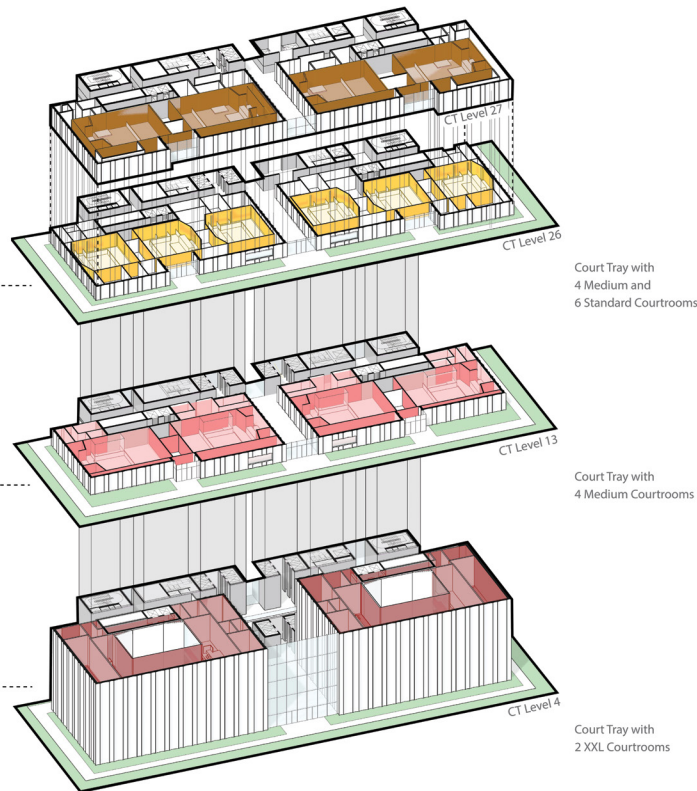 CT Level 27
CT Level 26
Court Tray with
4 Medium and
6 Standard Courtrooms
CT Level 13
Court Tray with
4 Medium Courtrooms
CT Level 4
Court Tray with
2 XXL Courtrooms